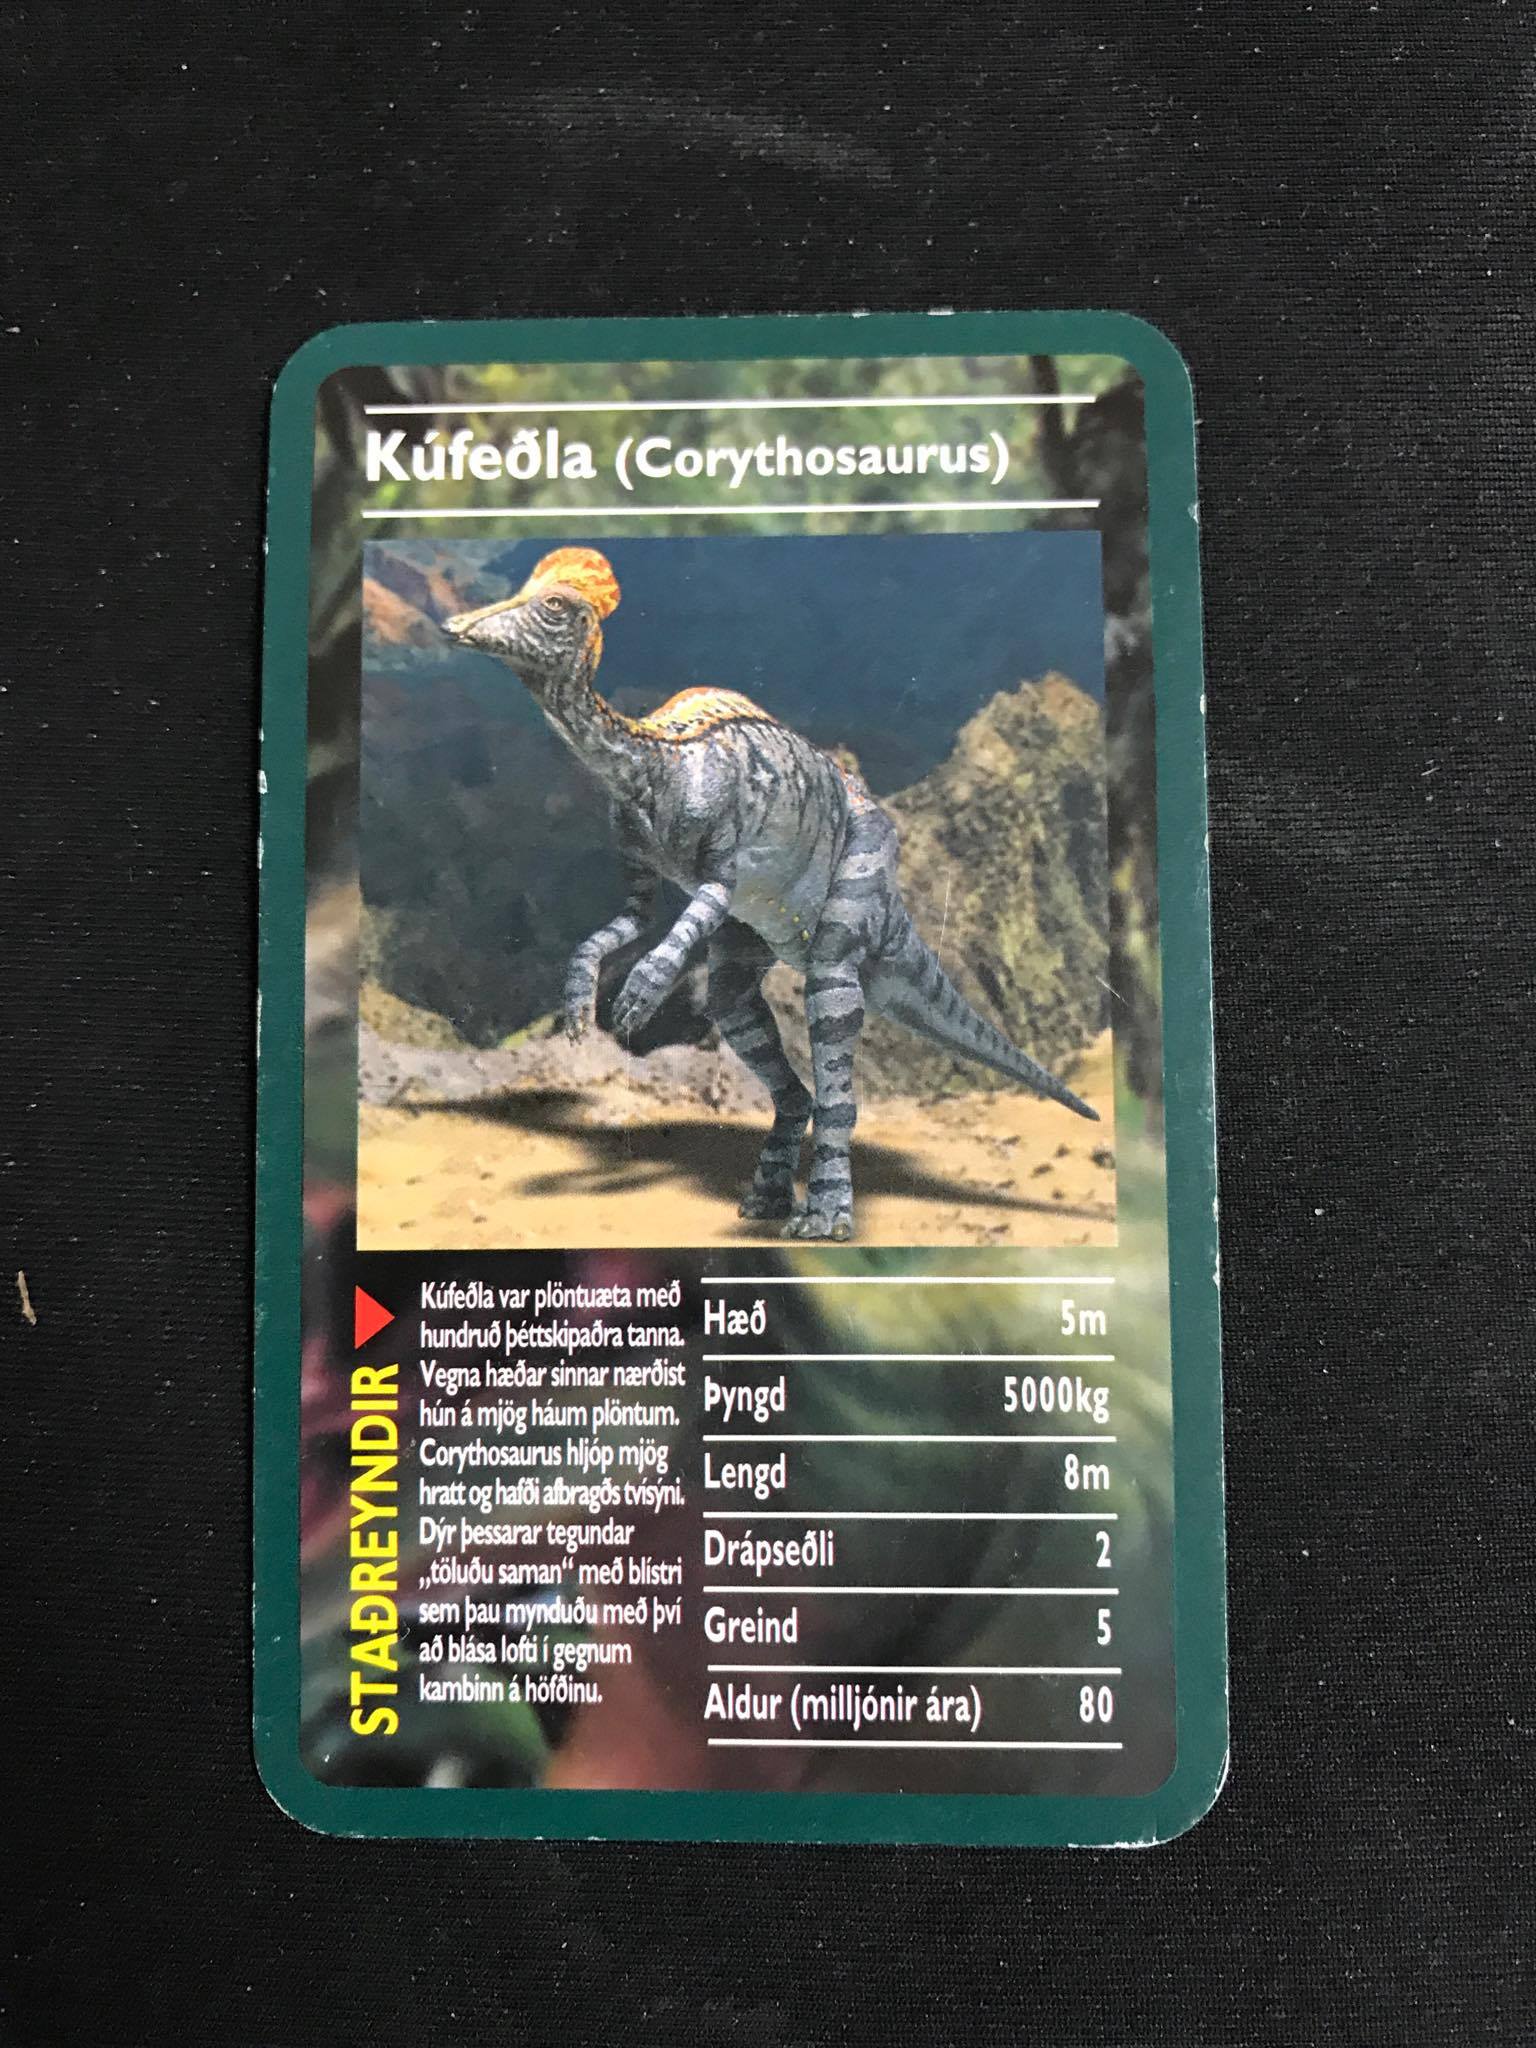 Kúfeðla (Corythosaurus)
STAÐREYNDIR
Kúfeðla var plöntuæta með
hundruð þéttskipaðra tanna.
Vegna hæðar sinnar nærðist
hún á mjög háum plöntum.
Corythosaurus hljóp mjög
hratt og hafði afbragðs tvísýni.
Dýr þessarar tegundar
„töluðu saman“ með blístri
sem þau mynduðu með því
að blása lofti í gegnum
kambinn á höfðinu.
Hæð 5m
Þyngd 5000kg
Lengd 8m
Drápseðli 2
Greind 5
Aldur (milljónir ára) 80